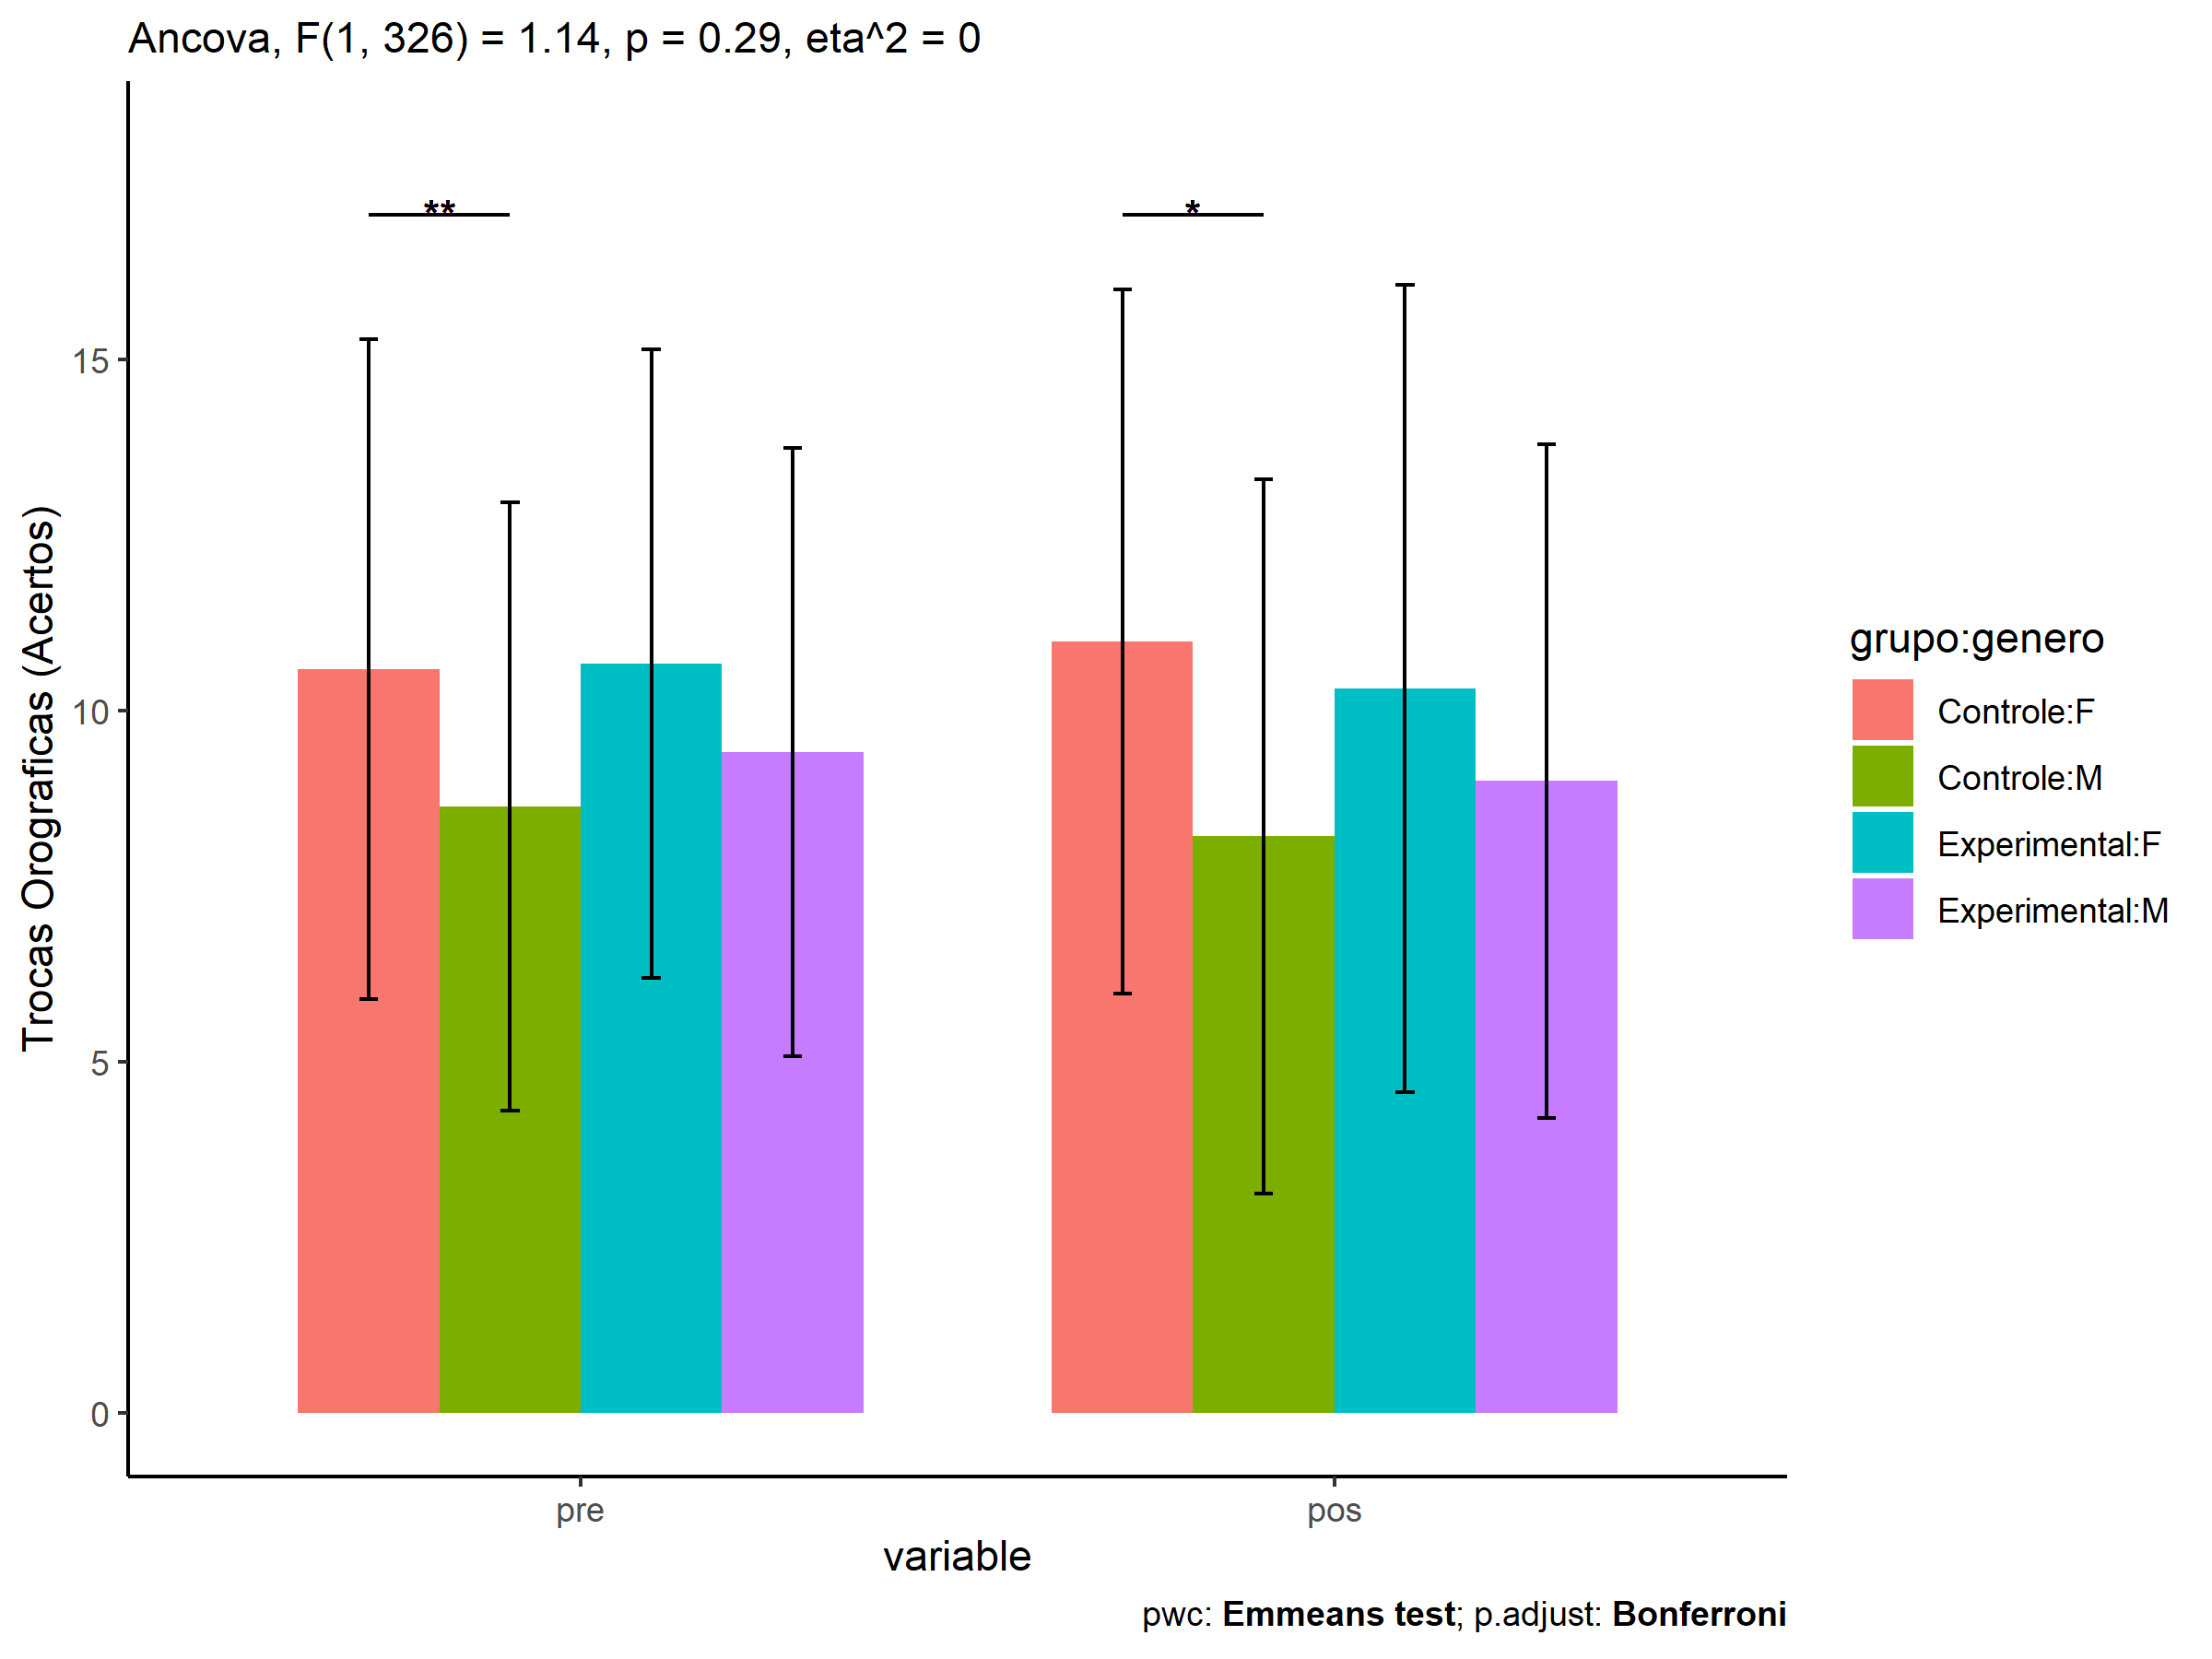 Ancova, F(1, 326) = 1.14, p = 0.29, eta^2 = 0
**
*
15
10
5
0
Trocas Orograficas (Acertos)
pre
pos
variable
grupo:genero
Controle:F
Controle:M
Experimental:F
Experimental:M
pwc: Emmeans test; p.adjust: Bonferroni